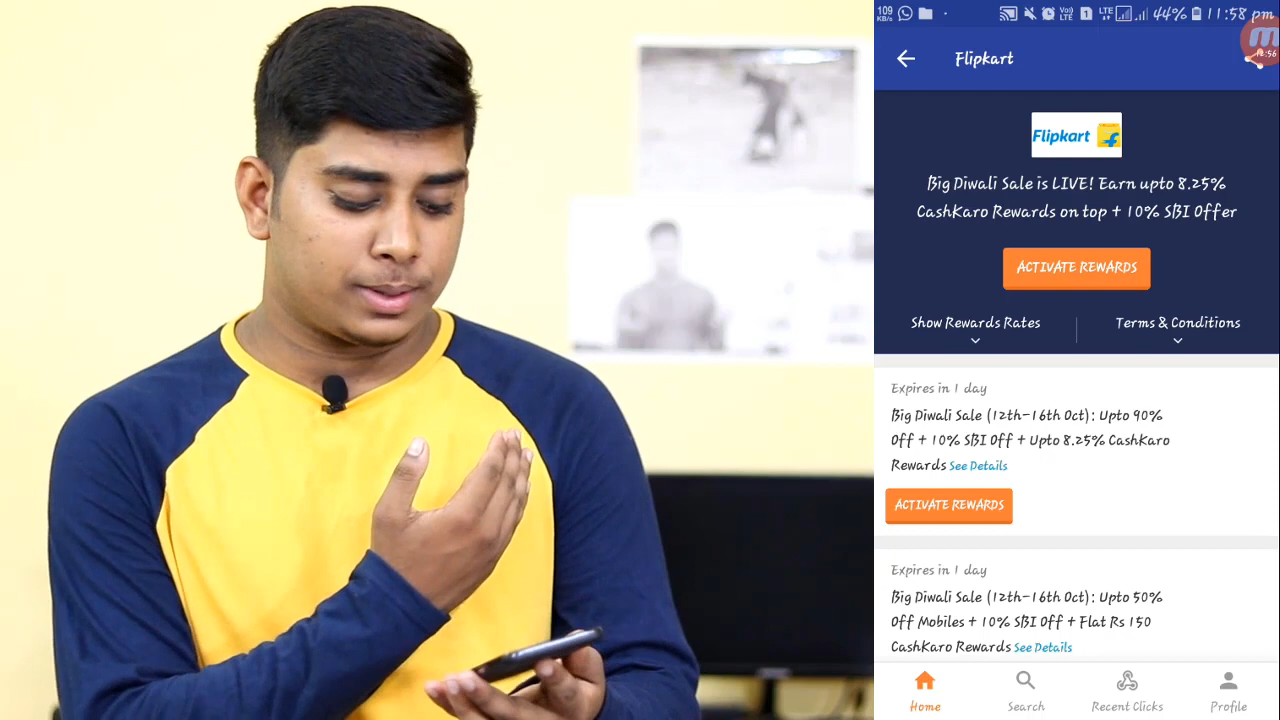 109
KB/s
LTE 1 LTE 44% 11:58 pm
Flipkart
Flipkart
Big Diwali Sale is LIVE! Earn upto 8.25%
CashKaro Rewards on top + 10% SBI Offer
ACTIVATE REWARDS
Show Rewards Rates
Terms & Conditions
Expires in 1 day
Big Diwali Sale (12th-16th Oct): Upto 90%
Off + 10% SBI Off + Upto 8.25% CashKaro
Rewards See Details
ACTIVATE REWARDS
Expires in 1 day
Big Diwali Sale (12th-16th Oct): Upto 50%
Off Mobiles + 10% SBI Off + Flat Rs 150
CashKaro Rewards See Details
Home
Search
Recent Clicks
Profile